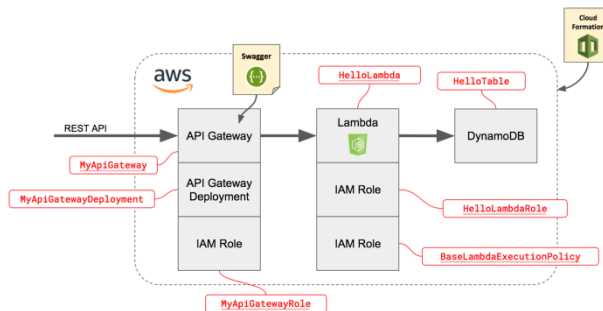 Cloud
Formation
Swagger
aws
HelloLambda
HelloTable
REST API
API Gateway
Lambda
DynamoDB
MyApiGateway
MyApiGatewayDeployment
API Gateway
Deployment
IAM Role
HelloLambdaRole
IAM Role
IAM Role
BaseLambdaExecutionPolicy
MyApiGatewayRole